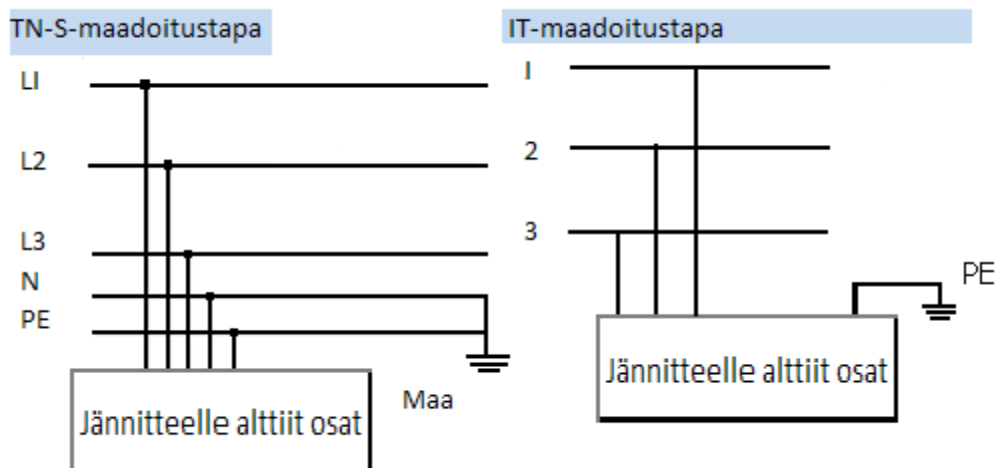 TN-S-maadoitustapa
LI
L2
L3
N
PE
Maa
Jännitteelle alttiit osat
IT-maadoitustapa
I
2
3
PE
Jännitteelle alttiit osat